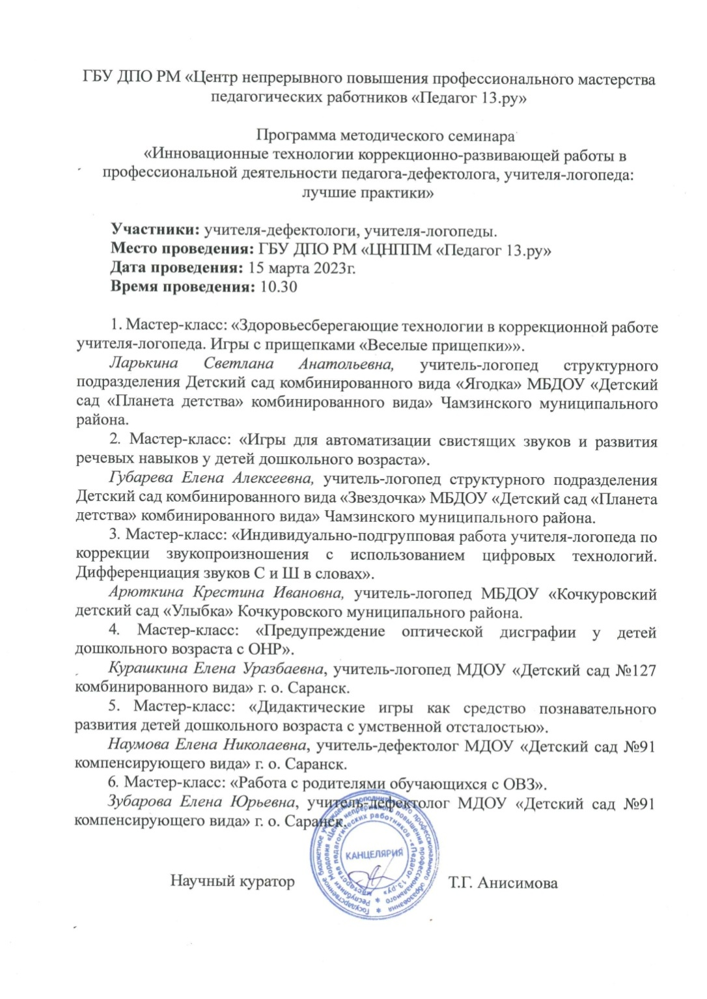 ГБУ ДПО РМ «Центр непрерывного повышения профессионального мастерства
педагогических работников «Педагог 13.ру»
Программа методического семинара
«Инновационные технологии коррекционно-развивающей работы в
профессиональной деятельности педагога-дефектолога, учителя-логопеда:
лучшие практики»
Участники: учителя-дефектологи, учителя-логопеды.
Место проведения: ГБУ ДПО РМ «ЦНППМ «Педагог 13.ру»
Дата проведения: 15 марта 2023г.
Время проведения: 10.30
1. Мастер-класс: «Здоровьесберегающие технологии в коррекционной работе
учителя-логопеда. Игры с прищепками «Веселые прищепки»».
Ларькина Светлана Анатольевна, учитель-логопед структурного
подразделения Детский сад комбинированного вида «Ягодка» МБДОУ «Детский
сад «Планета детства» комбинированного вида» Чамзинского муниципального
района.
2. Мастер-класс: «Игры для автоматизации свистящих звуков и развития
речевых навыков у детей дошкольного возраста».
Губарева Елена Алексеевна, учитель-логопед структурного подразделения
Детский сад комбинированного вида «Звездочка» МБДОУ «Детский сад «Планета
детства» комбинированного вида» Чамзинского муниципального района.
3. Мастер-класс: «Индивидуально-подгрупповая работа учителя-логопеда по
коррекции звукопроизношения с использованием цифровых технологий.
Дифференциация звуков С и Ш в словах».
Арюткина Крестина Ивановна, учитель-логопед МБДОУ «Кочкуровский
детский сад «Улыбка» Кочкуровского муниципального района.
4. Мастер-класс: «Предупреждение оптической дисграфии у детей
дошкольного возраста с ОНР».
Курашкина Елена Уразбаевна, учитель-логопед МДОУ «Детский сад №127
комбинированного вида» г. о. Саранск.
5. Мастер-класс: «Дидактические игры как средство познавательного
развития детей дошкольного возраста с умственной отсталостью».
Наумова Елена Николаевна, учитель-дефектолог МДОУ «Детский сад №91
компенсирующего вида» г. о. Саранск.
6. Мастер-класс: «Работа с родителями обучающихся с ОВЗ».
Зубарова Елена Юрьевна, учитель-дефектолог МДОУ «Детский сад №91
компенсирующего вида» г. о. Саранск.
Государственное бюджетное учреждение дополнительного профессионального образования
Республики Мордовия «Центр непрерывного повышения профессионального
мастерства педагогических работников - «Педагог 13.ру»
КАНЦЕЛЯРИЯ
Научный куратор Т.Г. Анисимова